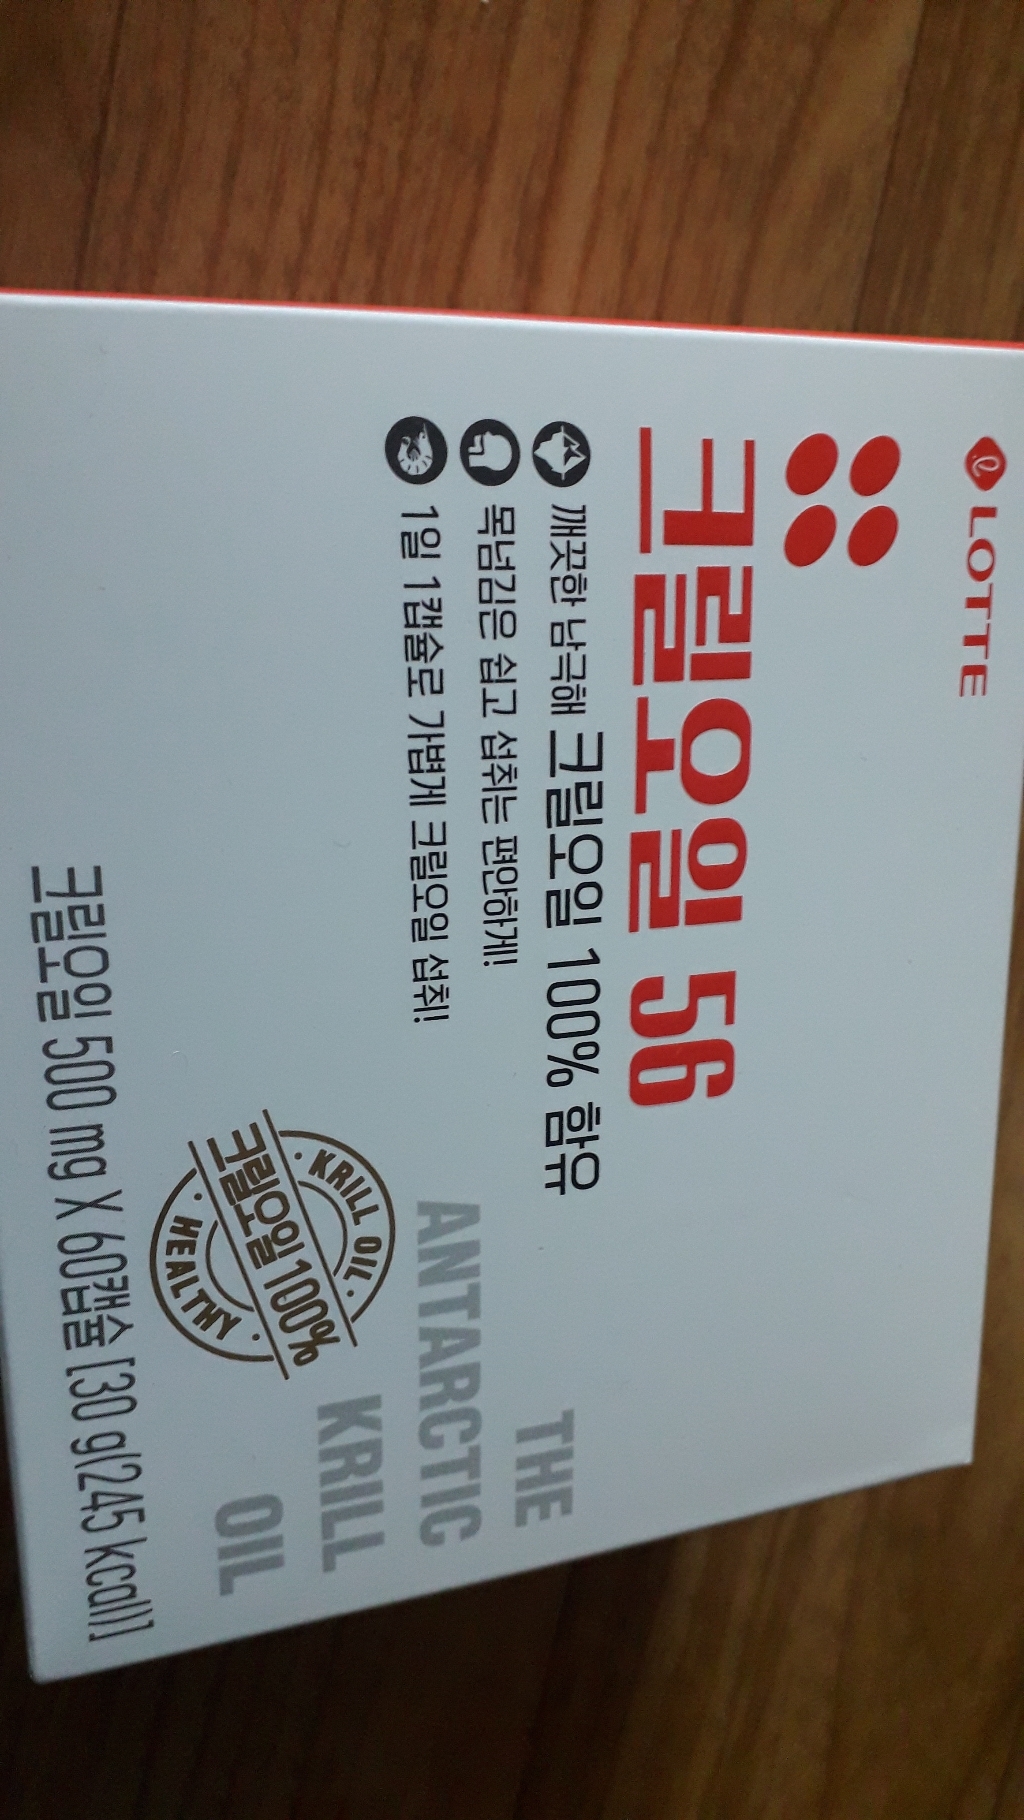 LOTTE
크릴오일 56
깨끗한 남극해 크릴오일 100% 함유
목넘김은 쉽고 섭취는 편안하게!
1일 1캡슐로 가볍게 크릴오일 섭취!
THE
ANTARCTIC
KRILL
OIL
· KRILL OIL ·
크릴오일 100%
· HEALTHY ·
크릴오일 500 mg X 60캡슐 [30 g(245 kcal)]